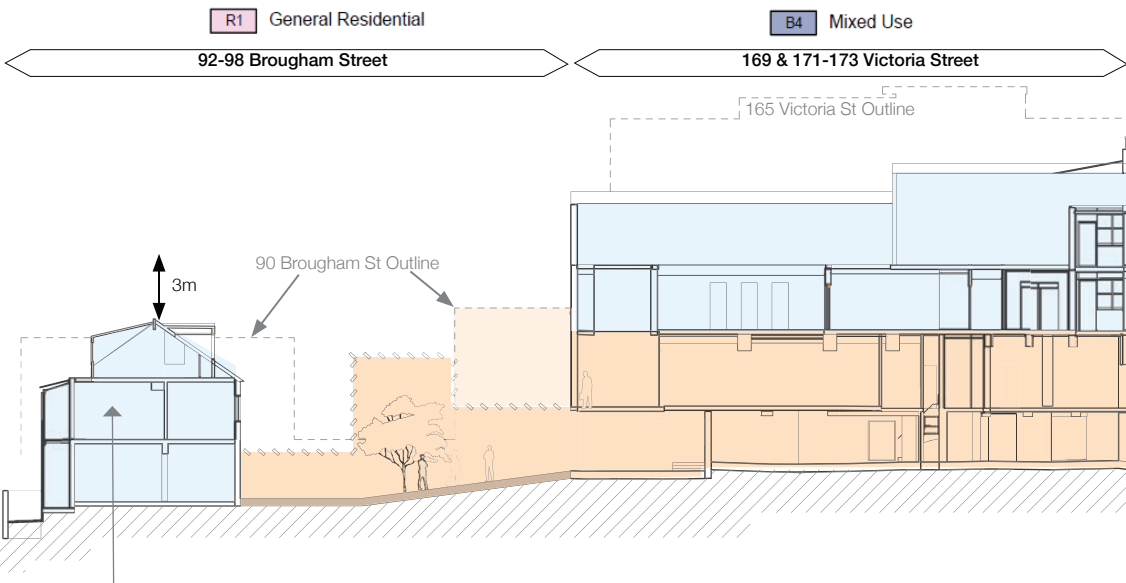 R1 General Residential
B4 Mixed Use
92-98 Brougham Street
169 & 171-173 Victoria Street
165 Victoria St Outline
90 Brougham St Outline
3m